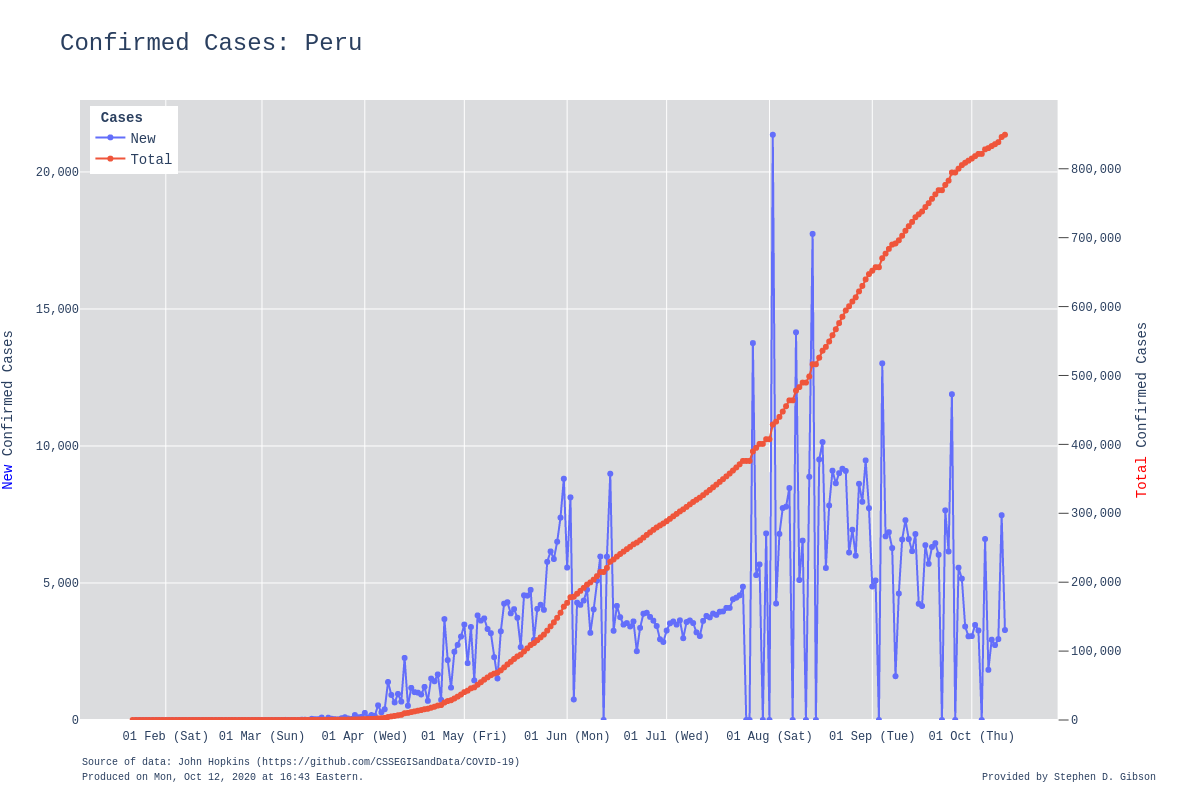 Confirmed Cases: Peru
Cases
New
Total
20,000
15,000
10,000
5,000
0
800,000
700,000
600,000
500,000
400,000
300,000
200,000
100,000
0
New Confirmed Cases
Total Confirmed Cases
01 Feb (Sat) 01 Mar (Sun) 01 Apr (Wed) 01 May (Fri) 01 Jun (Mon) 01 Jul (Wed) 01 Aug (Sat) 01 Sep (Tue) 01 Oct (Thu)
Source of data: John Hopkins (https://github.com/CSSEGISandData/COVID-19)
Produced on Mon, Oct 12, 2020 at 16:43 Eastern.
Provided by Stephen D. Gibson